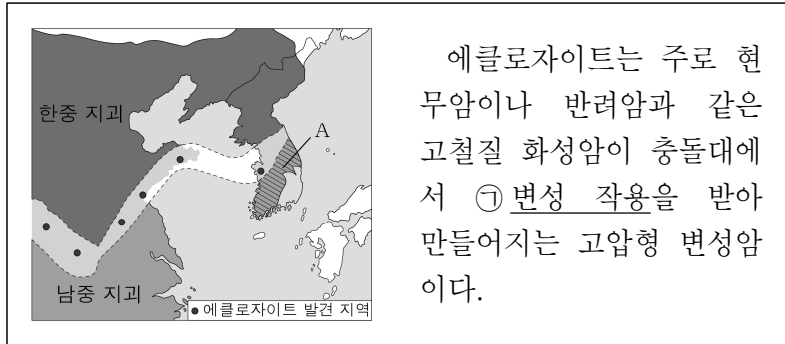 한중 지괴
A
남중 지괴
● 에클로자이트 발견 지역
에클로자이트는 주로 현
무암이나 반려암과 같은
고철질 화성암이 충돌대에
서 ㉠변성 작용을 받아
만들어지는 고압형 변성암
이다.